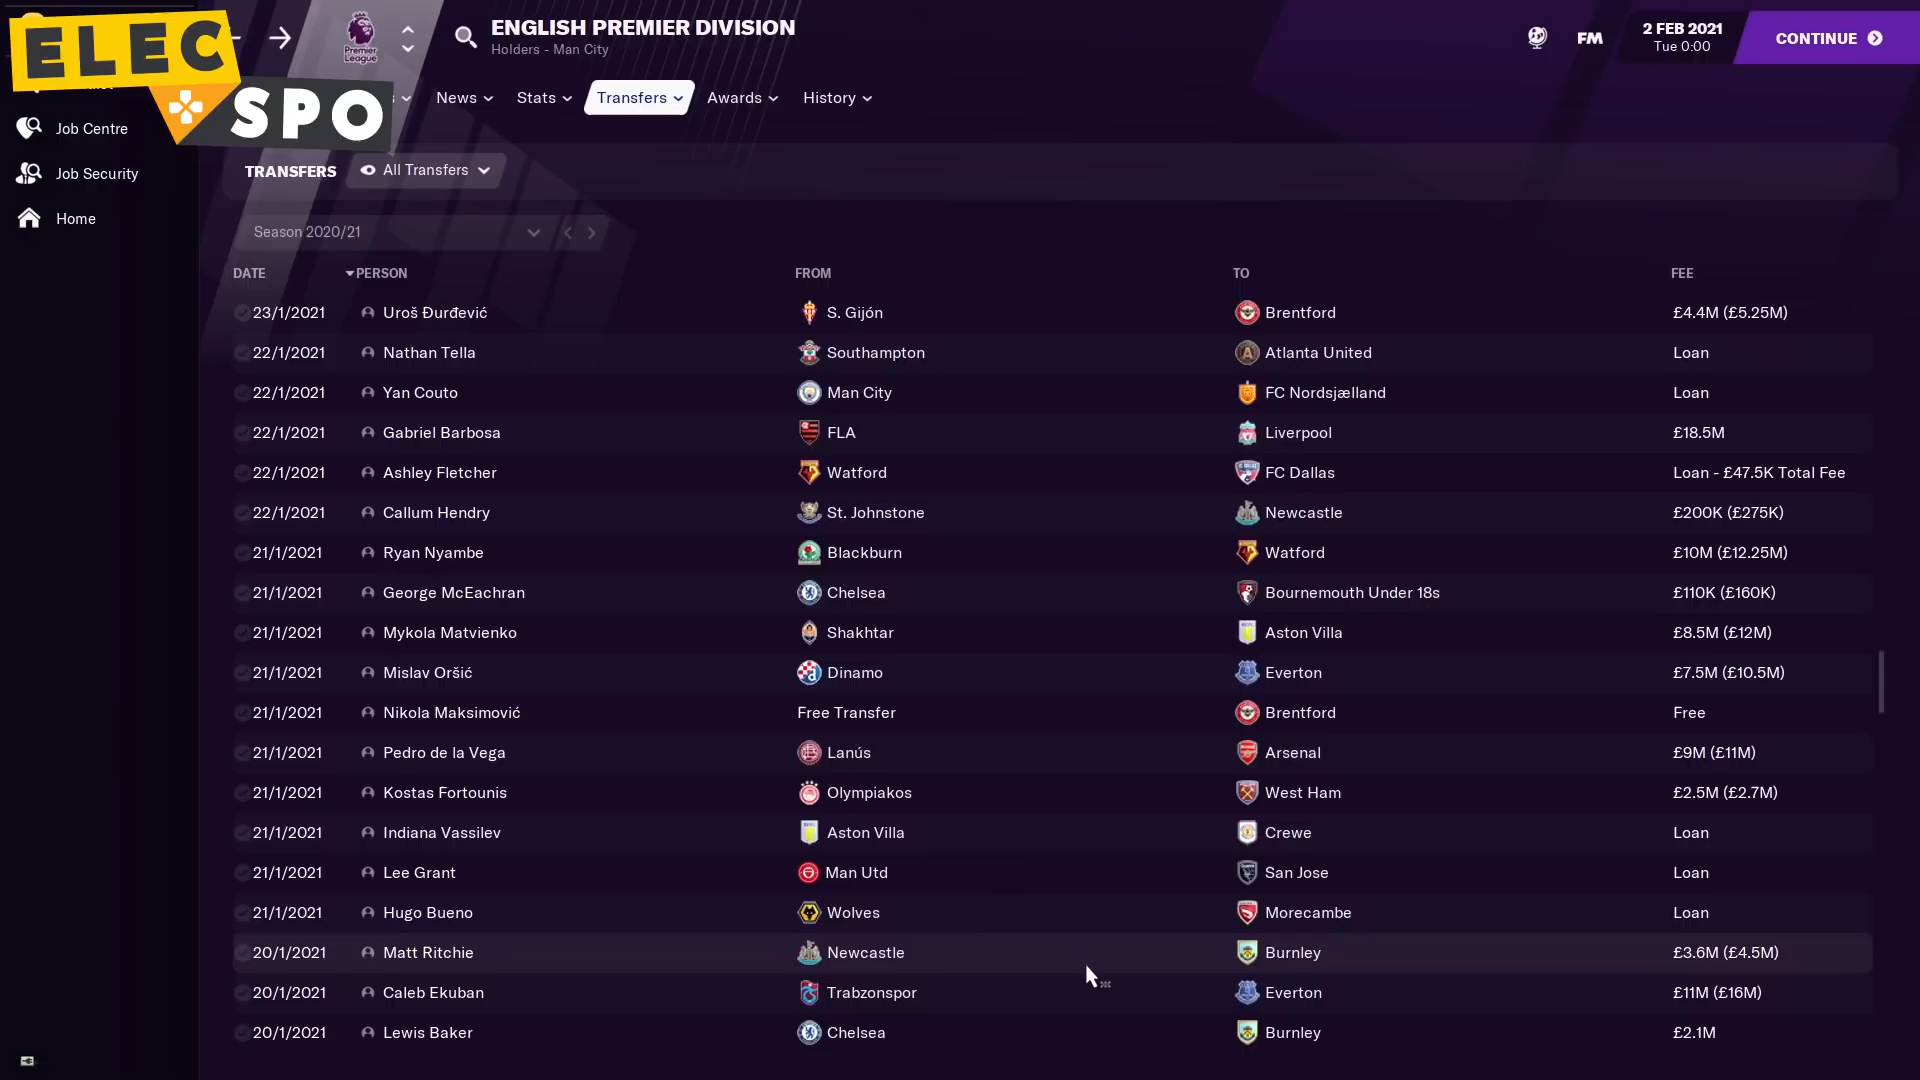 ELEC
SPO
Premier
League
ENGLISH PREMIER DIVISION
Holders - Man City
FM
2 FEB 2021
Tue 0:00
CONTINUE
News
Stats
Transfers
Awards
History
Job Centre
Job Security
Home
TRANSFERS
All Transfers
Season 2020/21
DATE PERSON FROM TO FEE
23/1/2021 Uroš Đurđević S. Gijón Brentford £4.4M (£5.25M)
22/1/2021 Nathan Tella Southampton Atlanta United Loan
22/1/2021 Yan Couto Man City FC Nordsjælland Loan
22/1/2021 Gabriel Barbosa FLA Liverpool £18.5M
22/1/2021 Ashley Fletcher Watford FC Dallas Loan - £47.5K Total Fee
22/1/2021 Callum Hendry St. Johnstone Newcastle £200K (£275K)
21/1/2021 Ryan Nyambe Blackburn Watford £10M (£12.25M)
21/1/2021 George McEachran Chelsea Bournemouth Under 18s £110K (£160K)
21/1/2021 Mykola Matvienko Shakhtar Aston Villa £8.5M (£12M)
21/1/2021 Mislav Oršić Dinamo Everton £7.5M (£10.5M)
21/1/2021 Nikola Maksimović Free Transfer Brentford Free
21/1/2021 Pedro de la Vega Lanús Arsenal £9M (£11M)
21/1/2021 Kostas Fortounis Olympiakos West Ham £2.5M (£2.7M)
21/1/2021 Indiana Vassilev Aston Villa Crewe Loan
21/1/2021 Lee Grant Man Utd San Jose Loan
21/1/2021 Hugo Bueno Wolves Morecambe Loan
20/1/2021 Matt Ritchie Newcastle Burnley £3.6M (£4.5M)
20/1/2021 Caleb Ekuban Trabzonspor Everton £11M (£16M)
20/1/2021 Lewis Baker Chelsea Burnley £2.1M